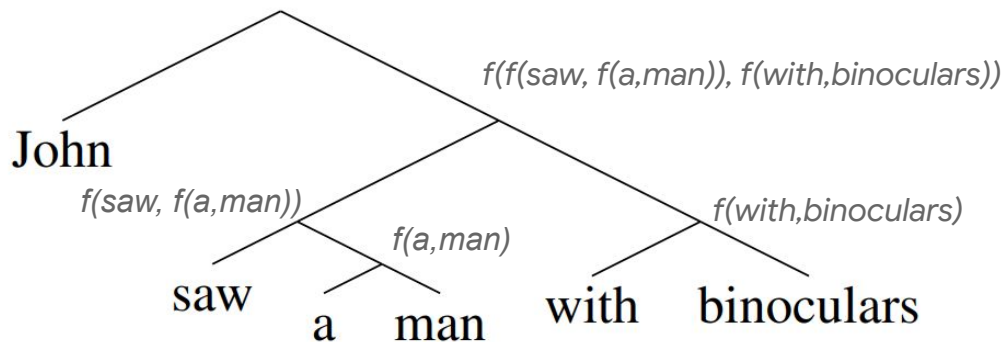 f(f(saw, f(a,man)), f(with,binoculars))
John
f(saw, f(a,man))
f(with,binoculars)
f(a,man)
saw
a
man
with
binoculars